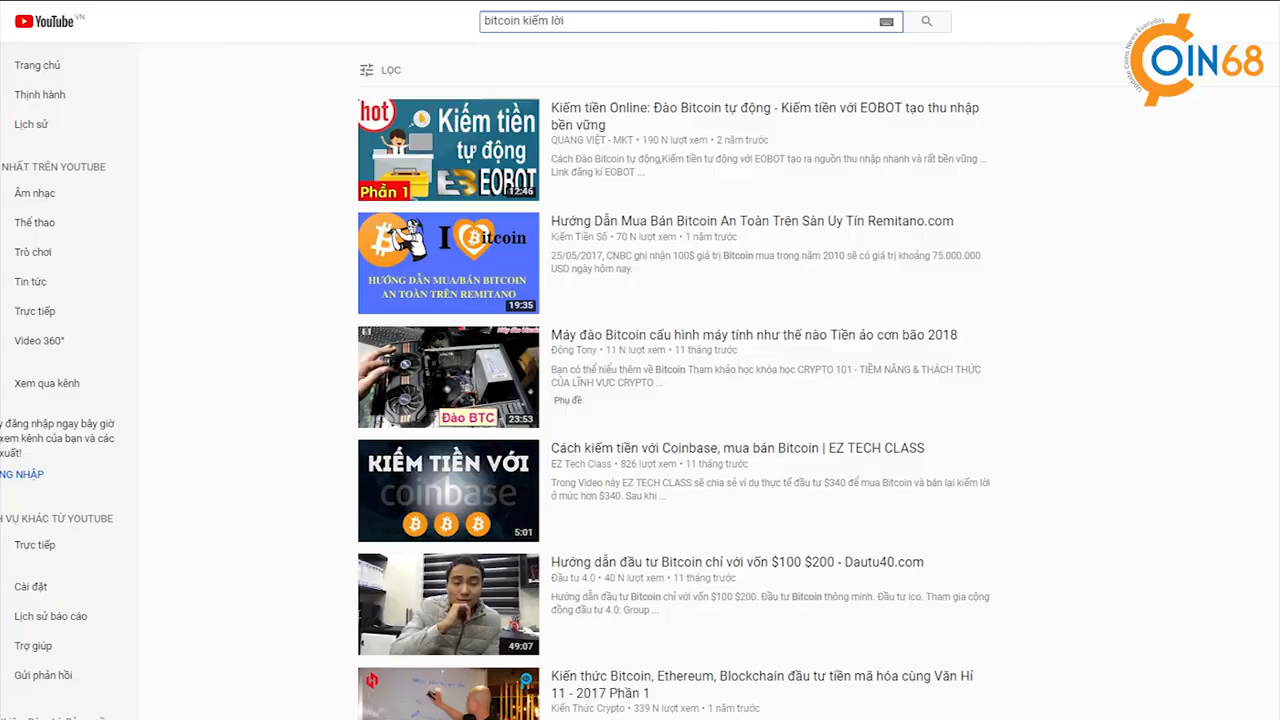 YouTube VN
bitcoin kiếm lời
Update Coins News Everyday
COIN68
Trang chủ
Thịnh hành
Lịch sử
NHẤT TRÊN YOUTUBE
Âm nhạc
Thể thao
Trò chơi
Tin tức
Trực tiếp
Video 360°
Xem qua kênh
y đăng nhập ngay bây giờ
xem kênh của bạn và các
xuất!
NG NHẬP
H VỤ KHÁC TỪ YOUTUBE
Trực tiếp
Cài đặt
Lịch sử báo cáo
Trợ giúp
Gửi phản hồi
LỌC
hot
Kiếm tiền
tự động
EOBOT
Phần 1
12:46
Kiếm tiền Online: Đào Bitcoin tự động - Kiếm tiền với EOBOT tạo thu nhập
bền vững
QUANG VIỆT - MKT • 190 N lượt xem • 2 năm trước
Cách Đào Bitcoin tự động,Kiếm tiền tự động với EOBOT tạo ra nguồn thu nhập nhanh và rất bền vững ...
Link đăng kí EOBOT ...
I Bitcoin
HƯỚNG DẪN MUA/BÁN BITCOIN
AN TOÀN TRÊN REMITANO
19:35
Hướng Dẫn Mua Bán Bitcoin An Toàn Trên Sàn Uy Tín Remitano.com
Kiếm Tiền Số • 70 N lượt xem • 1 năm trước
25/05/2017, CNBC ghi nhận 100$ giá trị Bitcoin mua trong năm 2010 sẽ có giá trị khoảng 75.000.000
USD ngày hôm nay.
Đào BTC
23:53
Máy đào Bitcoin cấu hình máy tính như thế nào Tiền ảo cơn bão 2018
Đông Tony • 11 N lượt xem • 11 tháng trước
Bạn có thể hiểu thêm về Bitcoin Tham khảo học khóa học CRYPTO 101 - TIỀM NĂNG & THÁCH THỨC
CỦA LĨNH VỰC CRYPTO ...
Phụ đề
KIẾM TIỀN VỚI
coinbase
5:01
Cách kiếm tiền với Coinbase, mua bán Bitcoin | EZ TECH CLASS
EZ Tech Class • 826 lượt xem • 11 tháng trước
Trong Video này EZ TECH CLASS sẽ chia sẻ ví dụ thực tế đầu tư $340 để mua Bitcoin và bán lại kiếm lời
ở mức hơn $340. Sau khi ...
49:07
Hướng dẫn đầu tư Bitcoin chỉ với vốn $100 $200 - Dautu40.com
Đầu tư 4.0 • 40 N lượt xem • 11 tháng trước
Hướng dẫn đầu tư Bitcoin chỉ với vốn $100 $200. Đầu tư Bitcoin thông minh. Đầu tư ico. Tham gia cộng
đồng đầu tư 4.0: Group ...
Kiến thức Bitcoin, Ethereum, Blockchain đầu tư tiền mã hóa cùng Văn Hỉ
11 - 2017 Phần 1
Kiến Thức Crypto • 339 N lượt xem • 1 năm trước